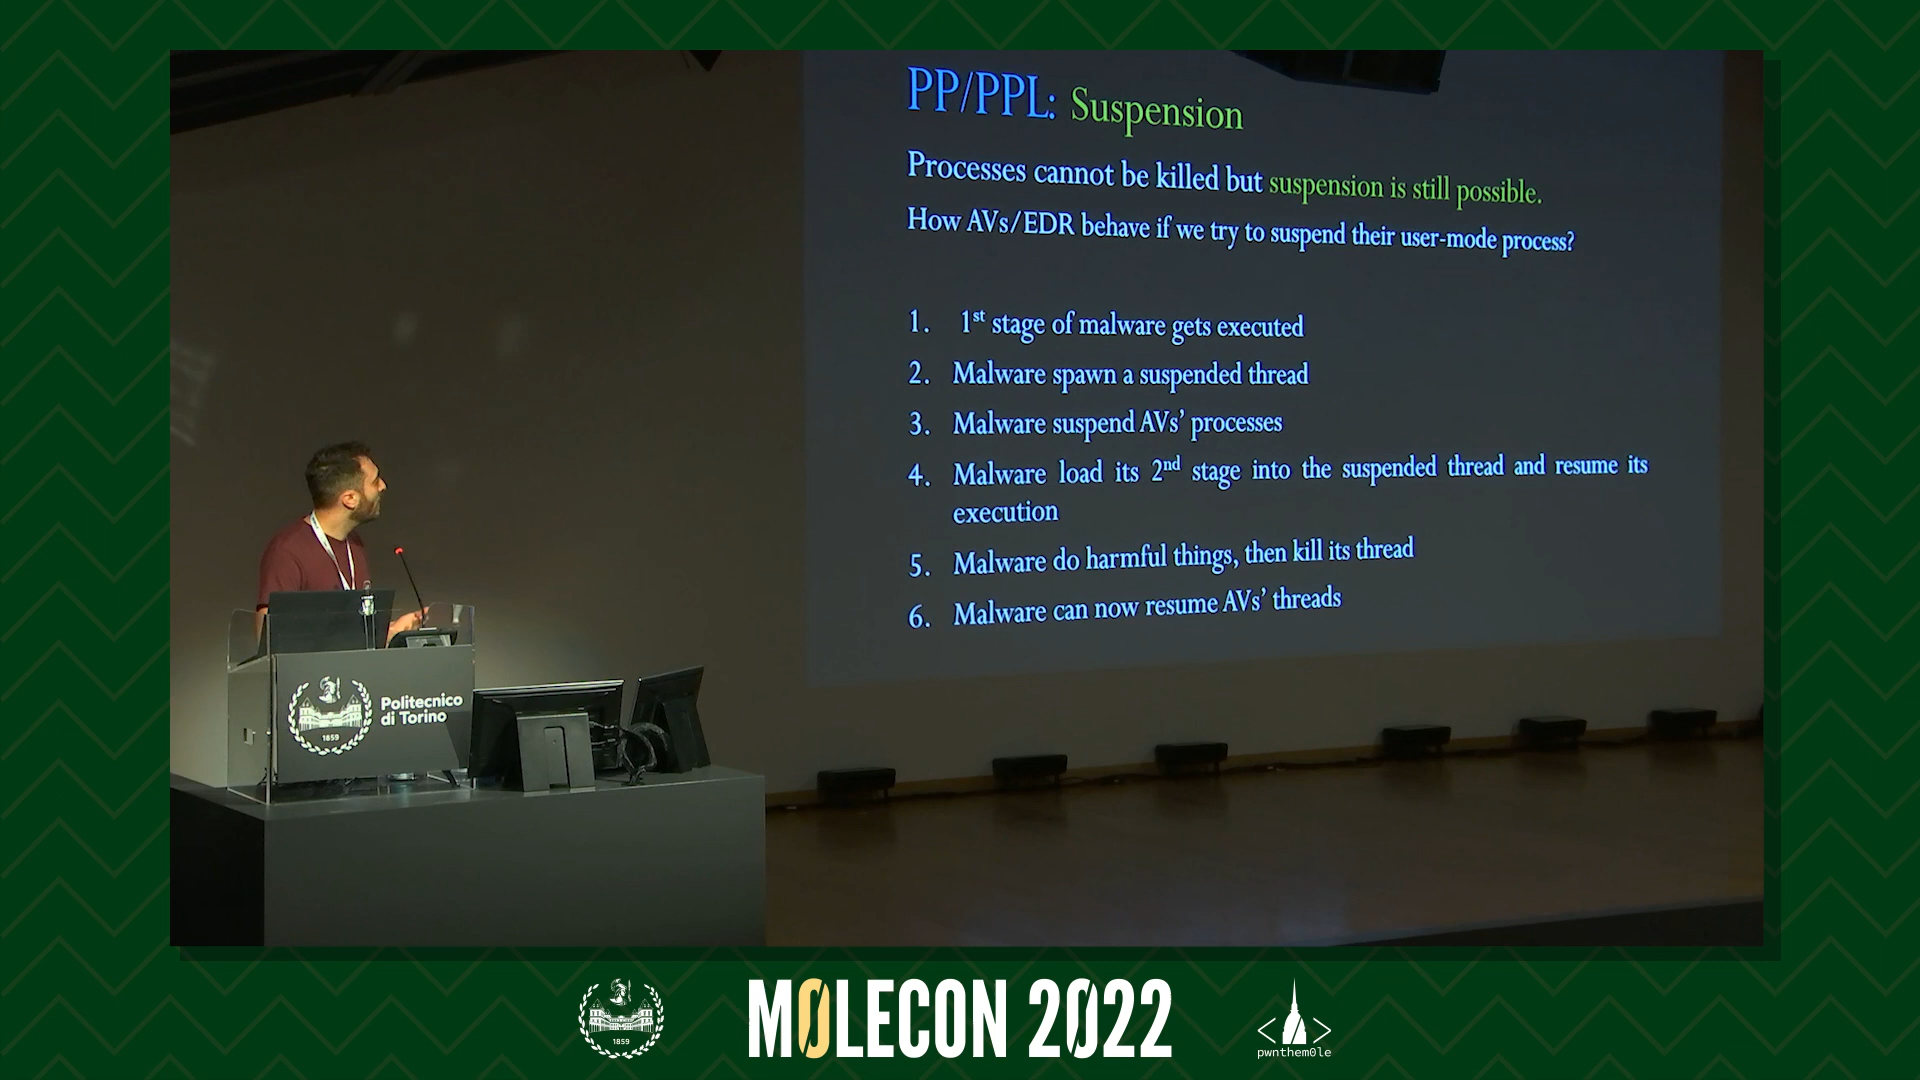 PP/PPL: Suspension
Processes cannot be killed but suspension is still possible.
How AVs/EDR behave if we try to suspend their user-mode process?
1. 1st stage of malware gets executed
2. Malware spawn a suspended thread
3. Malware suspend AVs’ processes
4. Malware load its 2nd stage into the suspended thread and resume its
execution
5. Malware do harmful things, then kill its thread
6. Malware can now resume AVs’ threads
Politecnico
di Torino
1859
1859
MØLECON 2022
pwnthem0le